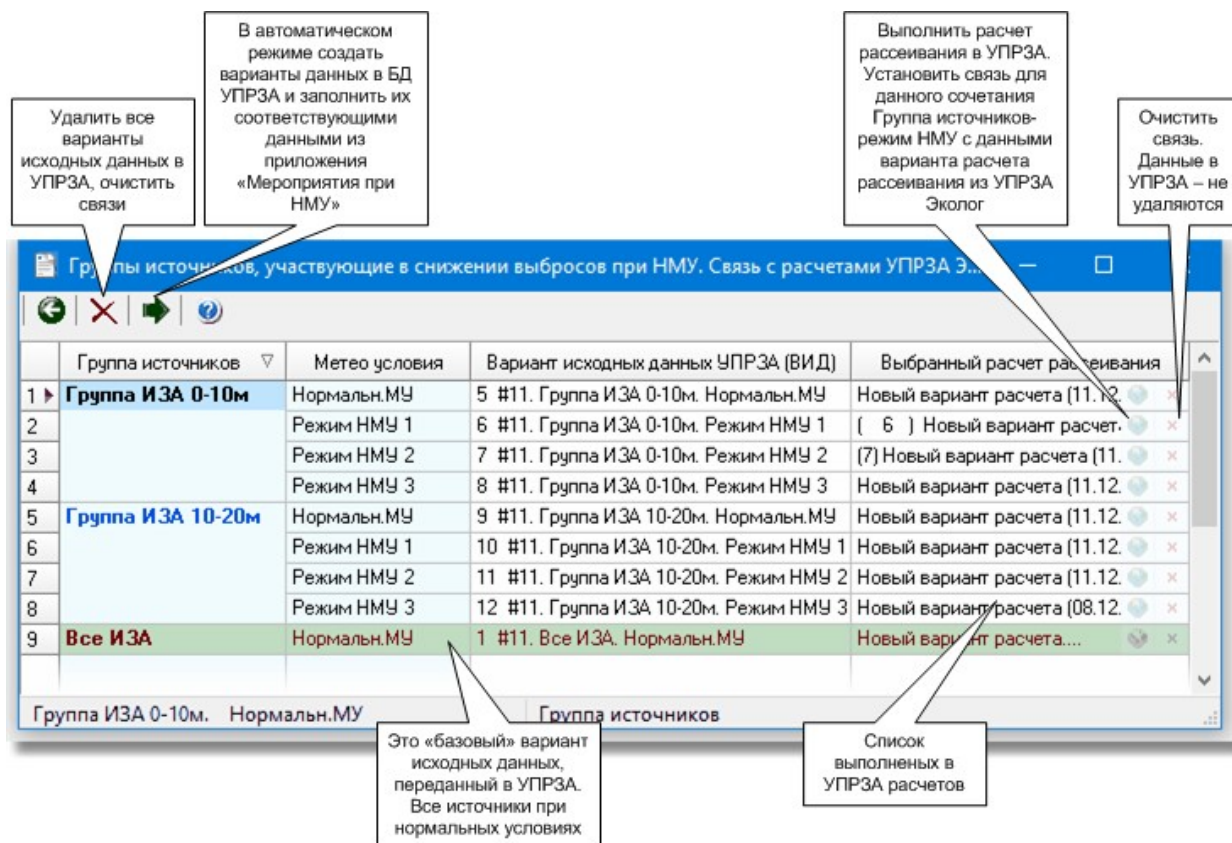 В автоматическом
режиме создать
варианты данных в БД
УПРЗА и заполнить их
соответствующими
данными из
приложения
«Мероприятия при
НМУ»
Выполнить расчет
рассеивания в УПРЗА.
Установить связь для
данного сочетания
Группа источников-
режим НМУ с данными
варианта расчета
рассеивания из УПРЗА
Эколог
Удалить все
варианты
исходных данных в
УПРЗА, очистить
связи
Очистить
связь.
Данные в
УПРЗА – не
удаляются
Группы источников, участвующие в снижении выбросов при НМУ. Связь с расчетами УПРЗА Э...
Группа источников Метео условия Вариант исходных данных УПРЗА (ВИД) Выбранный расчет рассеивания
1 Группа ИЗА 0-10м Нормальн.МУ 5 #11. Группа ИЗА 0-10м. Нормальн.МУ Новый вариант расчета (11.12.
2 Режим НМУ 1 6 #11. Группа ИЗА 0-10м. Режим НМУ 1 ( 6 ) Новый вариант расчет.
3 Режим НМУ 2 7 #11. Группа ИЗА 0-10м. Режим НМУ 2 (7) Новый вариант расчета (11.
4 Режим НМУ 3 8 #11. Группа ИЗА 0-10м. Режим НМУ 3 Новый вариант расчета (11.12.
5 Группа ИЗА 10-20м Нормальн.МУ 9 #11. Группа ИЗА 10-20м. Нормальн.МУ Новый вариант расчета (11.12.
6 Режим НМУ 1 10 #11. Группа ИЗА 10-20м. Режим НМУ 1 Новый вариант расчета (11.12.
7 Режим НМУ 2 11 #11. Группа ИЗА 10-20м. Режим НМУ 2 Новый вариант расчета (11.12.
8 Режим НМУ 3 12 #11. Группа ИЗА 10-20м. Режим НМУ 3 Новый вариант расчета (08.12.
9 Все ИЗА Нормальн.МУ 1 #11. Все ИЗА. Нормальн.МУ Новый вариант расчета....
Группа ИЗА 0-10м. Нормальн.МУ Группа источников
Это «базовый» вариант
исходных данных,
переданный в УПРЗА.
Все источники при
нормальных условиях
Список
выполненых в
УПРЗА расчетов